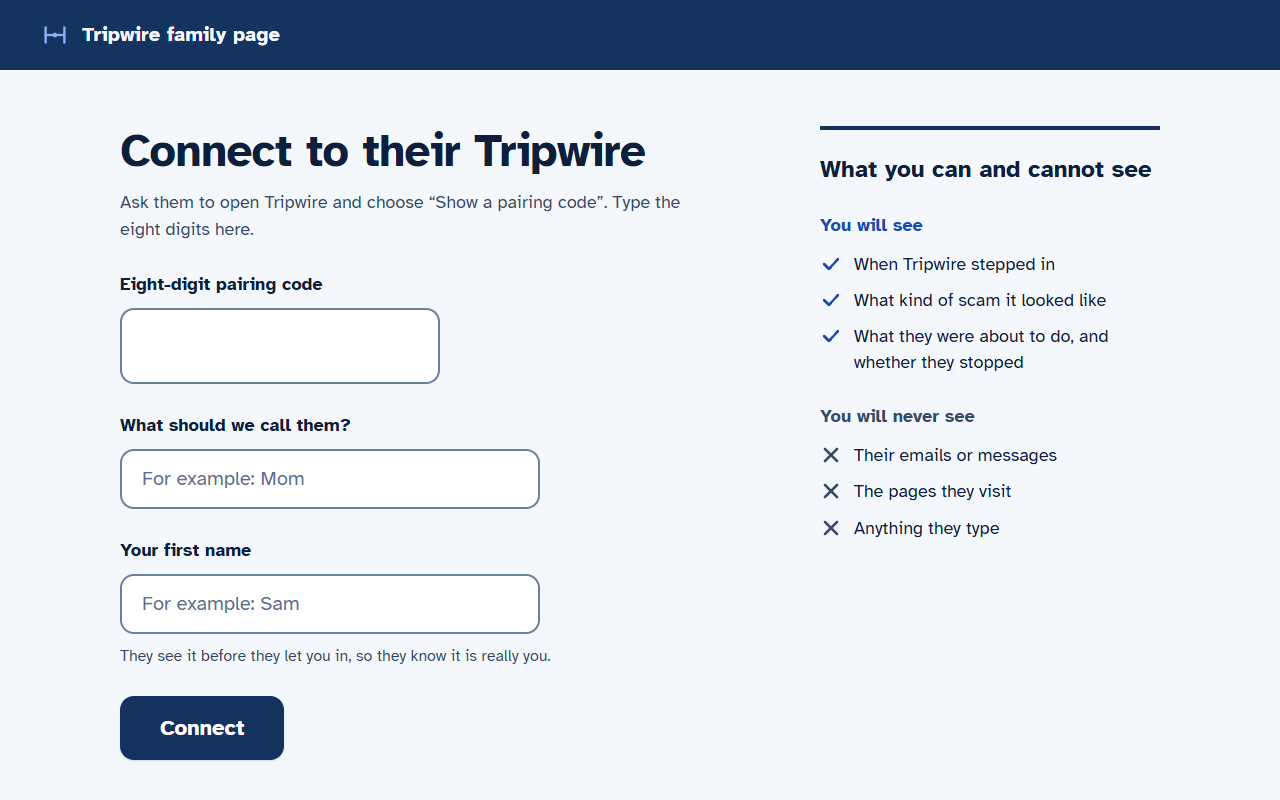 Tripwire family page
Connect to their Tripwire
Ask them to open Tripwire and choose “Show a pairing code”. Type the
eight digits here.
Eight-digit pairing code
What should we call them?
For example: Mom
Your first name
For example: Sam
They see it before they let you in, so they know it is really you.
Connect
What you can and cannot see
You will see
When Tripwire stepped in
What kind of scam it looked like
What they were about to do, and
whether they stopped
You will never see
Their emails or messages
The pages they visit
Anything they type